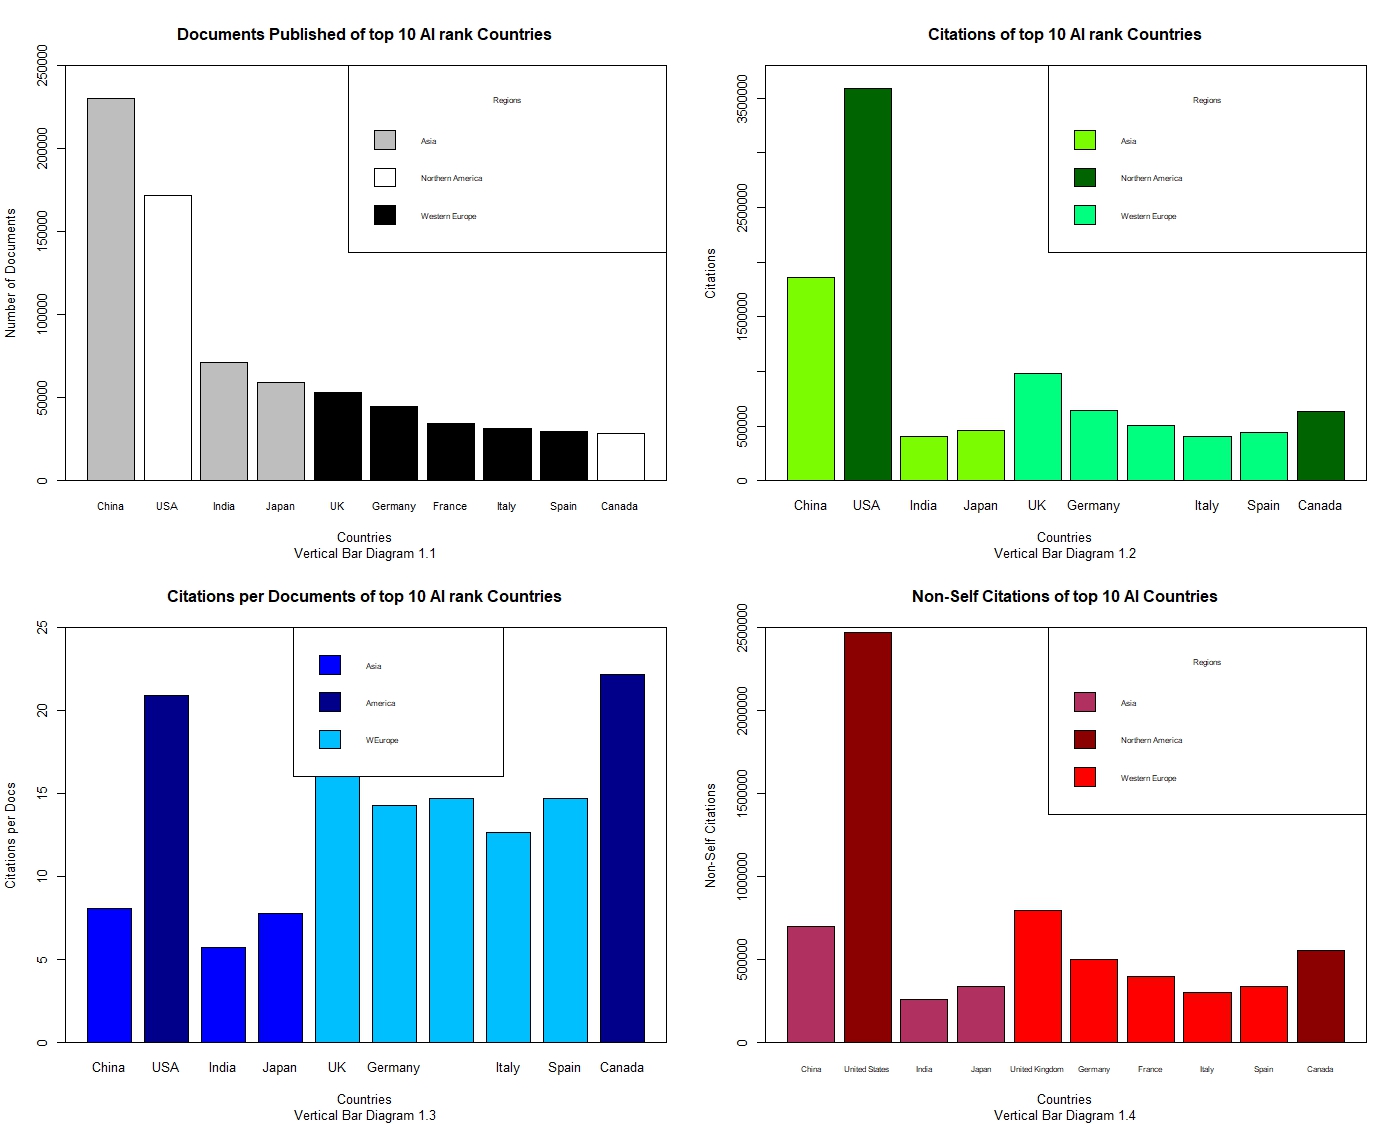 Documents Published of top 10 AI rank Countries
250000
200000
150000
100000
50000
0
Number of Documents
Regions
Asia
Northern America
Western Europe
China USA India Japan UK Germany France Italy Spain Canada
Countries
Vertical Bar Diagram 1.1
Citations of top 10 AI rank Countries
3500000
2500000
1500000
500000
0
Citations
Regions
Asia
Northern America
Western Europe
China USA India Japan UK Germany Italy Spain Canada
Countries
Vertical Bar Diagram 1.2
Citations per Documents of top 10 AI rank Countries
25
20
15
10
5
0
Citations per Docs
Asia
America
WEurope
China USA India Japan UK Germany Italy Spain Canada
Countries
Vertical Bar Diagram 1.3
Non-Self Citations of top 10 AI Countries
2500000
2000000
1500000
1000000
500000
0
Non-Self Citations
Regions
Asia
Northern America
Western Europe
China United States India Japan United Kingdom Germany France Italy Spain Canada
Countries
Vertical Bar Diagram 1.4